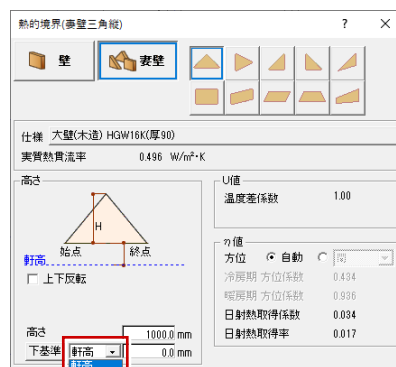 熱的境界(妻壁三角縦)
? ×
壁 妻壁
仕様 大壁(木造) HGW16K(厚90)
実質熱貫流率 0.496 W/m²・K
高さ
H
始点 終点
軒高
上下反転
高さ 1000.0 mm
下基準 軒高 0.0 mm
軒高
U値
温度差係数 1.00
η値
方位 自動 閏
冷房期 方位係数 0.434
暖房期 方位係数 0.936
日射熱取得係数 0.034
日射熱取得率 0.017